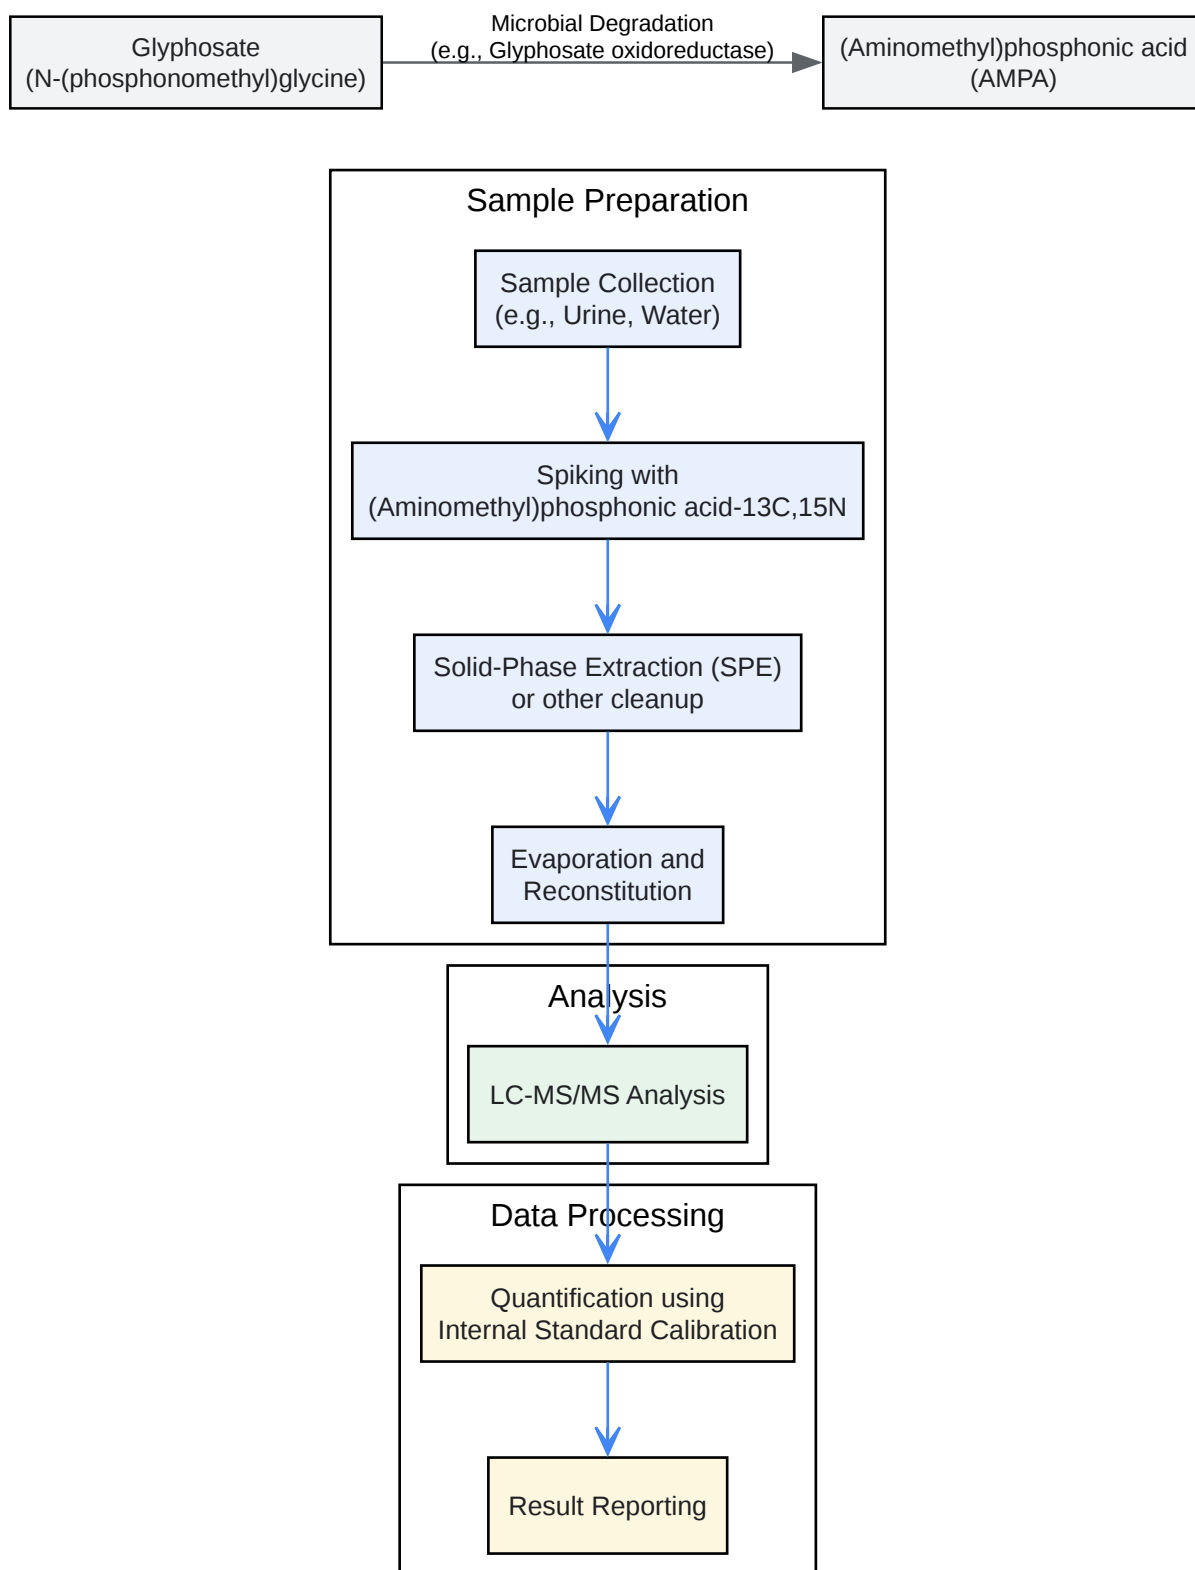 Glyphosate
(N-(phosphonomethyl)glycine)
Microbial Degradation
(e.g., Glyphosate oxidoreductase)
(Aminomethyl)phosphonic acid
(AMPA)
Sample Preparation
Sample Collection
(e.g., Urine, Water)
Spiking with
(Aminomethyl)phosphonic acid-13C,15N
Solid-Phase Extraction (SPE)
or other cleanup
Evaporation and
Reconstitution
Analysis
LC-MS/MS Analysis
Data Processing
Quantification using
Internal Standard Calibration
Result Reporting